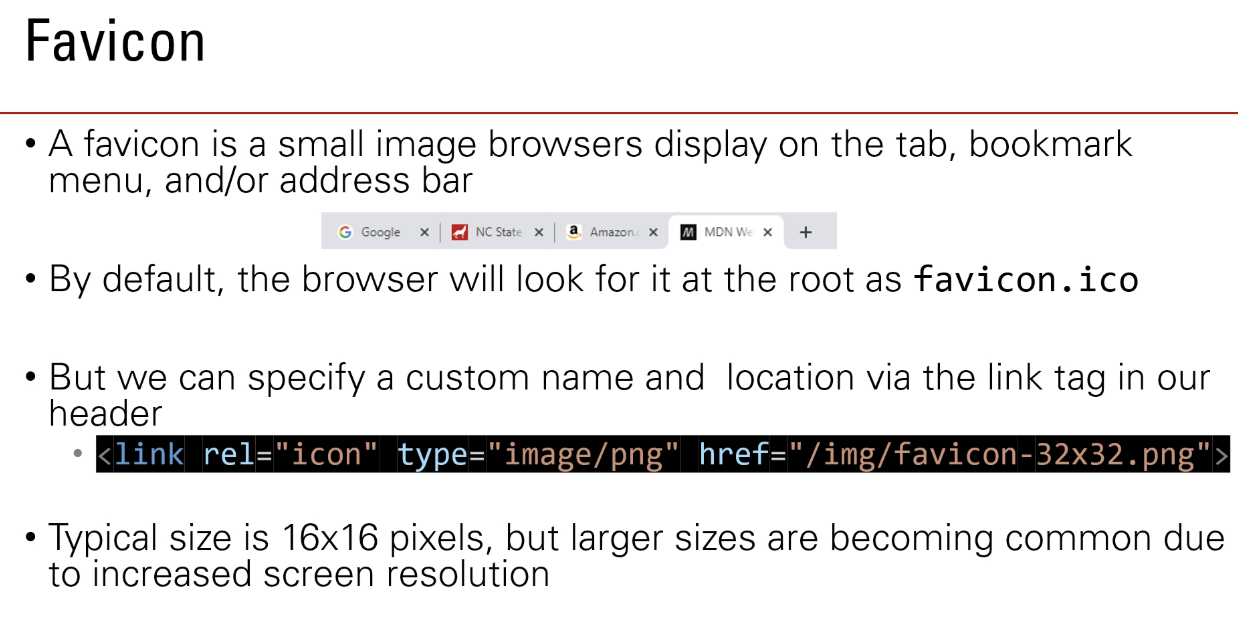 Favicon
• A favicon is a small image browsers display on the tab, bookmark
menu, and/or address bar
Google × NC State × a Amazon.c × M MDN We × +
• By default, the browser will look for it at the root as favicon.ico
• But we can specify a custom name and  location via the link tag in our
header
• <link rel="icon" type="image/png" href="/img/favicon-32x32.png">
• Typical size is 16x16 pixels, but larger sizes are becoming common due
to increased screen resolution